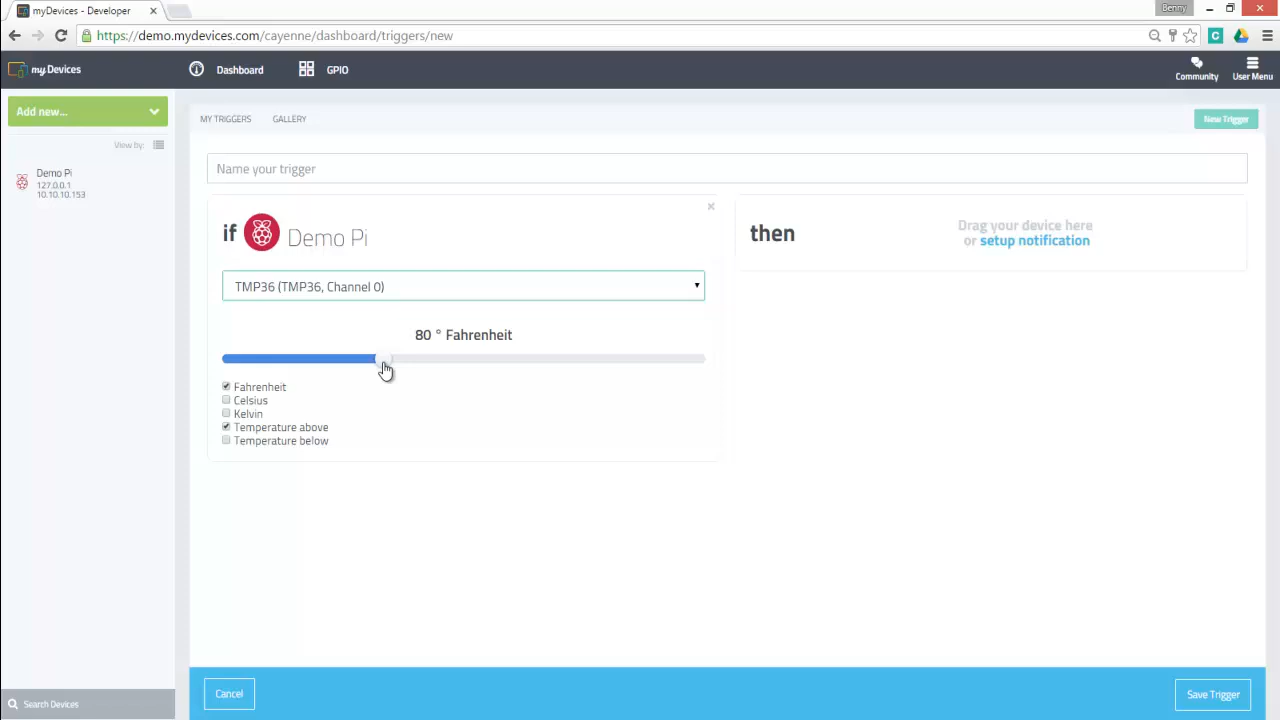 myDevices - Developer
Benny
https://demo.mydevices.com/cayenne/dashboard/triggers/new
myDevices
Dashboard
GPIO
Community
User Menu
Add new...
MY TRIGGERS
GALLERY
New Trigger
View by:
Name your trigger
Demo Pi
127.0.0.1
10.10.10.153
if Demo Pi
then
Drag your device here
or setup notification
TMP36 (TMP36, Channel 0)
80 ° Fahrenheit
Fahrenheit
Celsius
Kelvin
Temperature above
Temperature below
Cancel
Save Trigger
Search Devices